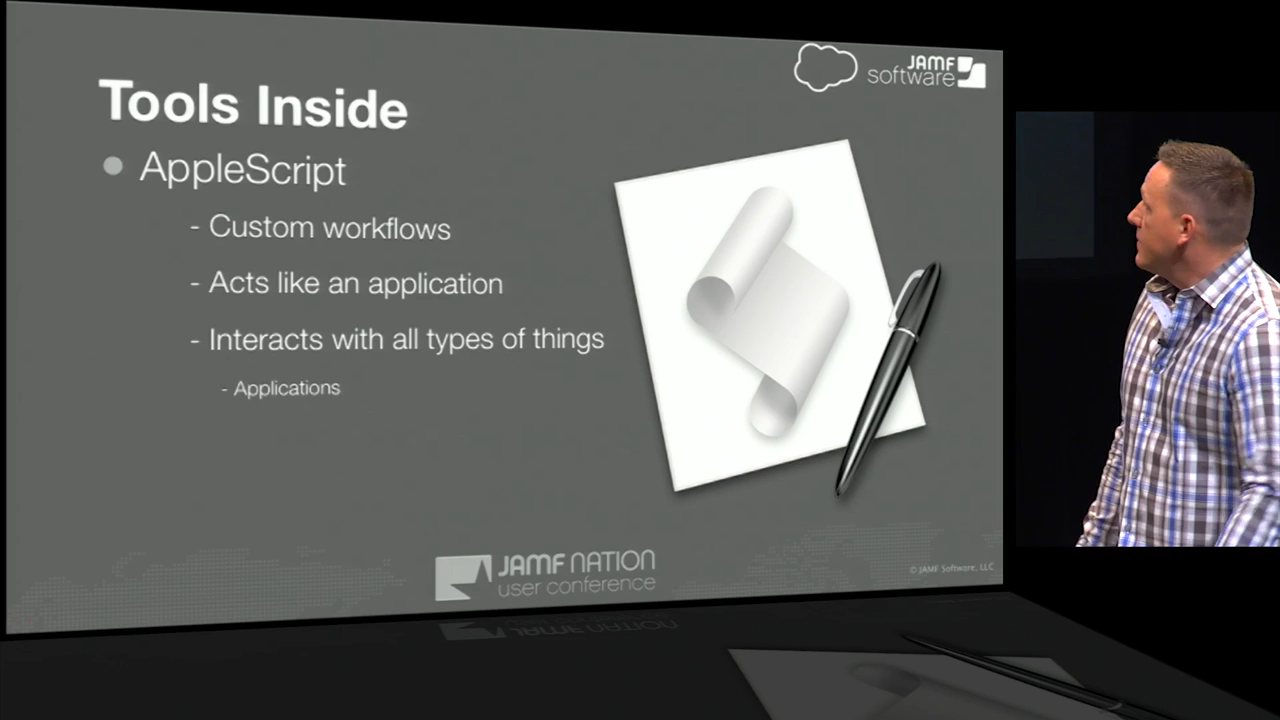 JAMF
software
Tools Inside
AppleScript
- Custom workflows
- Acts like an application
- Interacts with all types of things
- Applications
JAMF NATION
user conference
© JAMF Software, LLC